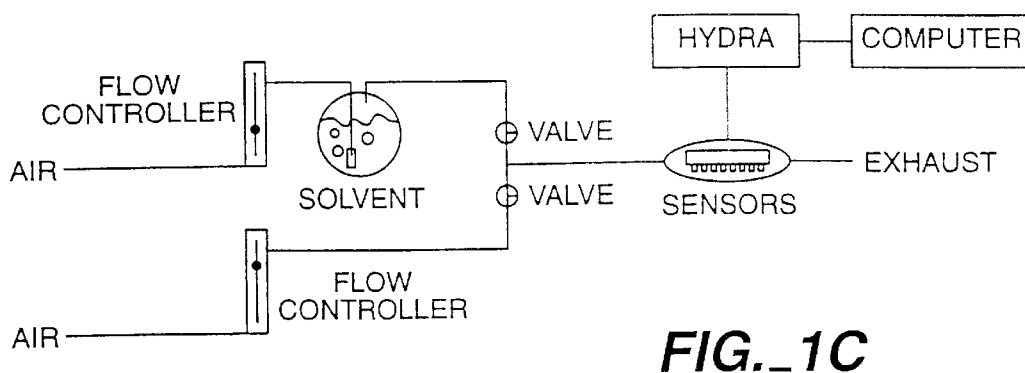 HYDRA
COMPUTER
FLOW
CONTROLLER
VALVE
AIR
EXHAUST
SOLVENT
VALVE
SENSORS
FLOW
CONTROLLER
AIR
FIG._1C